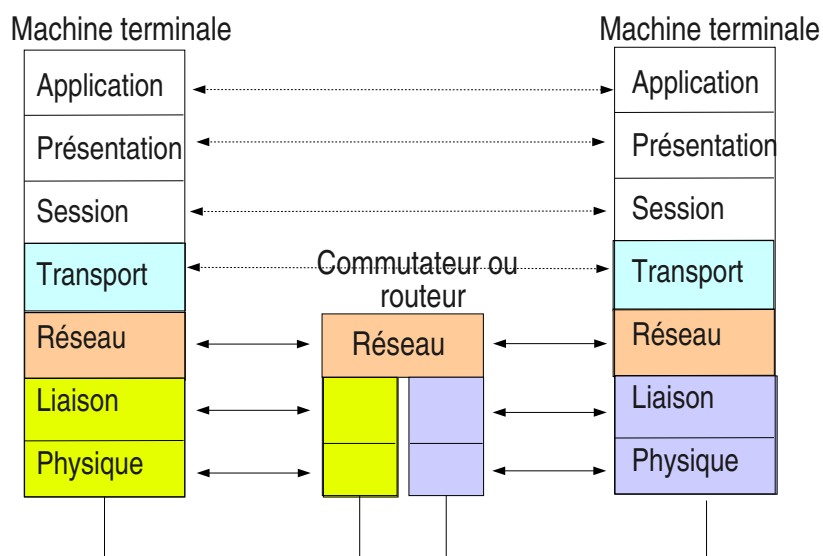 Machine terminale
Application
Présentation
Session
Transport
Réseau
Liaison
Physique
Commutateur ou
routeur
Réseau
Machine terminale
Application
Présentation
Session
Transport
Réseau
Liaison
Physique